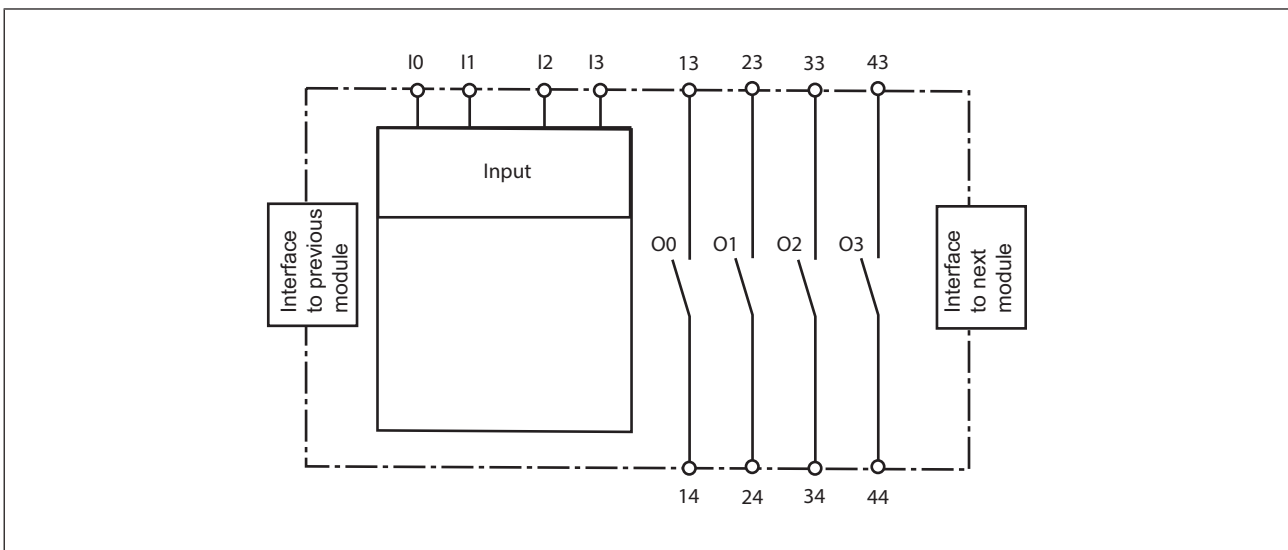 I0 I1 I2 I3 13 23 33 43
Input
Interface
to previous
module
O0 O1 O2 O3
Interface
to next
module
14 24 34 44